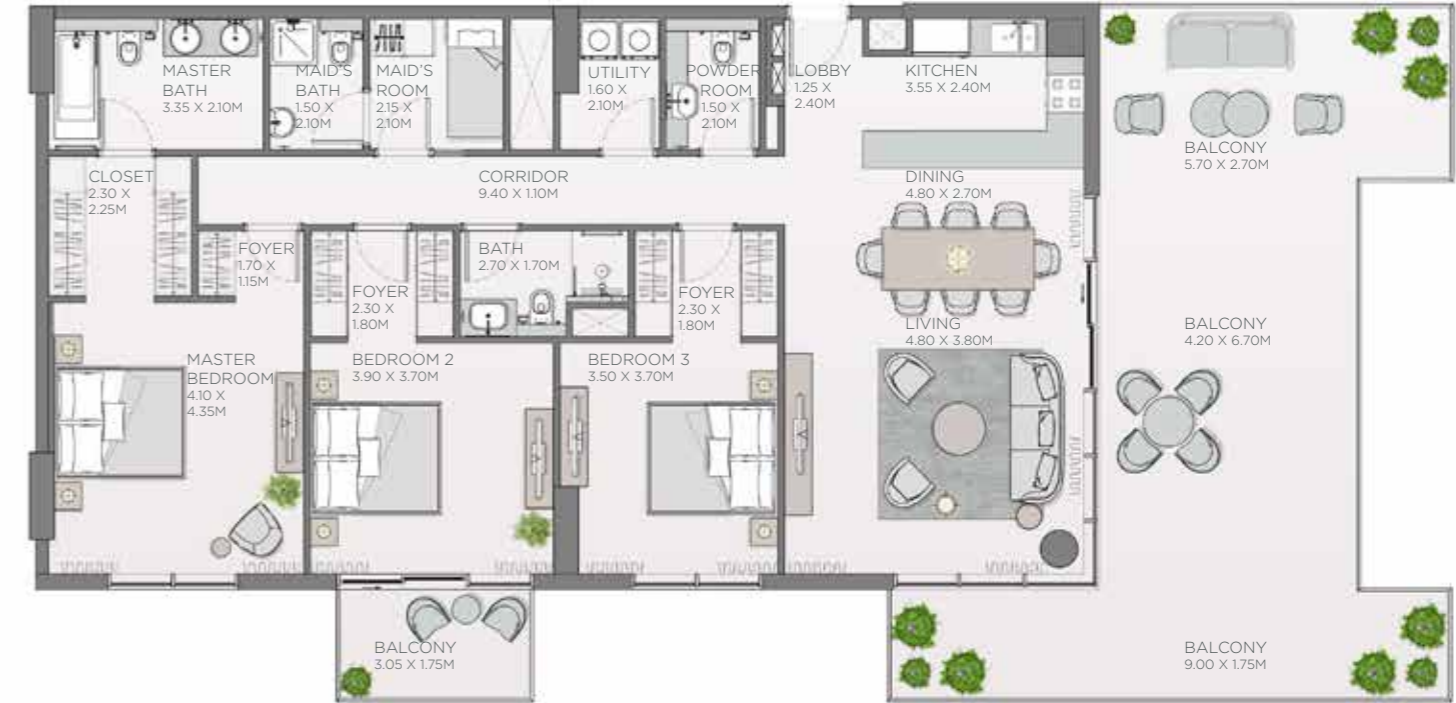 MASTER
BATH
3.35 X 2.10M
MAID'S
BATH
1.50 X
2.10M
MAID'S
ROOM
2.15 X
2.10M
UTILITY
1.60 X
2.10M
POWDER
ROOM
1.50 X
2.10M
LOBBY
1.25 X
2.40M
KITCHEN
3.55 X 2.40M
BALCONY
5.70 X 2.70M
CLOSET
2.30 X
2.25M
CORRIDOR
9.40 X 1.10M
DINING
4.80 X 2.70M
FOYER
1.70 X
1.15M
FOYER
2.30 X
1.80M
BATH
2.70 X 1.70M
FOYER
2.30 X
1.80M
LIVING
4.80 X 3.80M
BALCONY
4.20 X 6.70M
MASTER
BEDROOM
4.10 X
4.35M
BEDROOM 2
3.90 X 3.70M
BEDROOM 3
3.50 X 3.70M
BALCONY
3.05 X 1.75M
BALCONY
9.00 X 1.75M